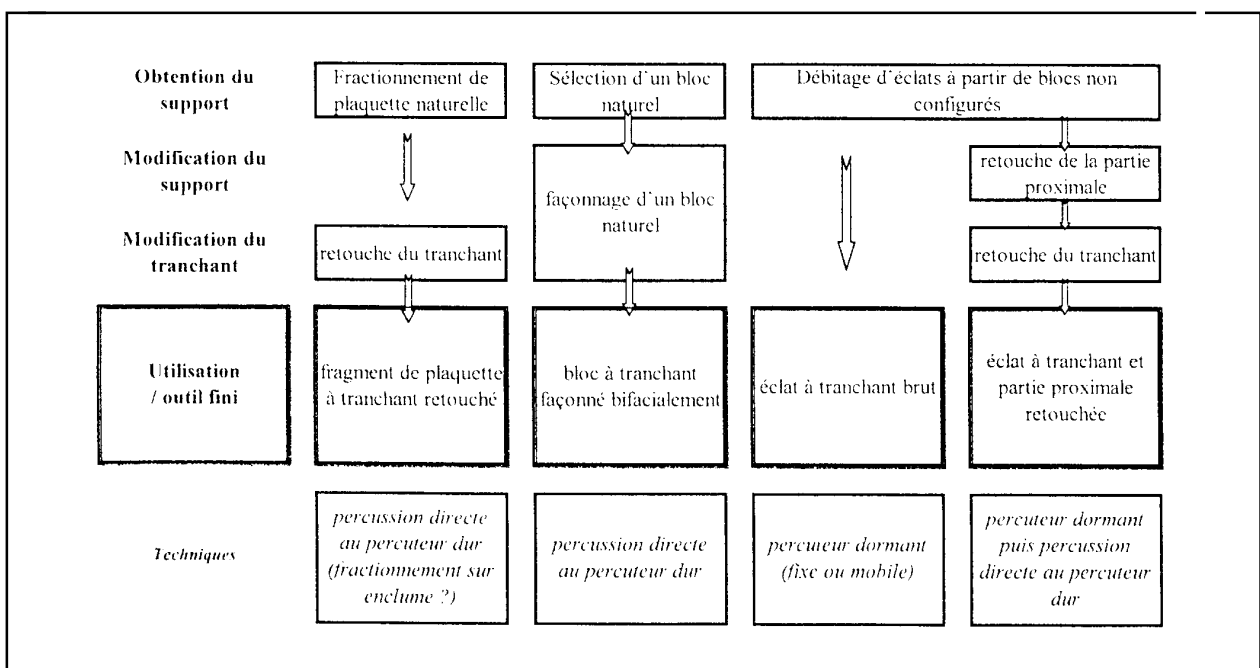 Obtention du
support
Fractionnement de
plaquette naturelle
Sélection d'un bloc
naturel
Débitage d'éclats à partir de blocs non
configurés
Modification du
support
façonnage d'un bloc
naturel
retouche de la partie
proximale
Modification du
tranchant
retouche du tranchant
retouche du tranchant
Utilisation
/ outil fini
fragment de plaquette
à tranchant retouché
bloc à tranchant
façonné bifacialement
éclat à tranchant brut
éclat à tranchant et
partie proximale
retouchée
Techniques
percussion directe
au percuteur dur
(fractionnement sur
enclume ?)
percussion directe
au percuteur dur
percuteur dormant
(fixe ou mobile)
percuteur dormant
puis percussion
directe au percuteur
dur